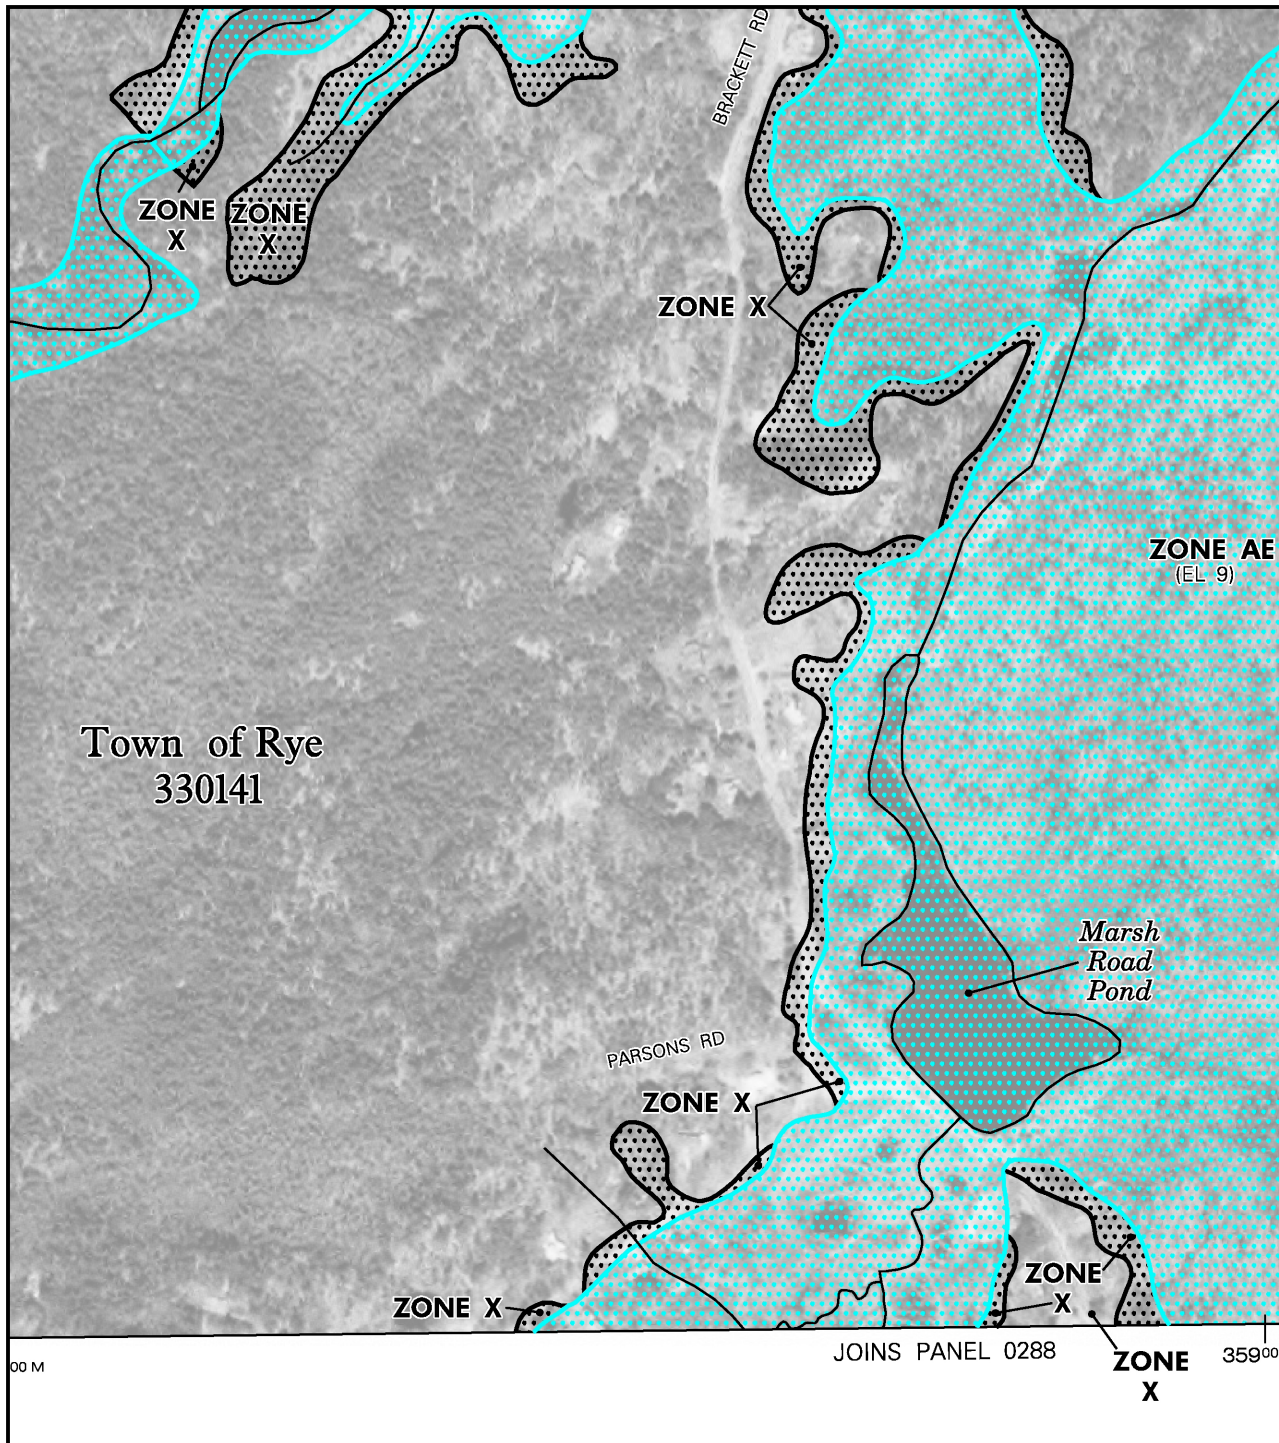 BRACKETT RD
ZONE
X
ZONE
X
ZONE X
ZONE AE
(EL 9)
Town of Rye
330141
Marsh
Road
Pond
PARSONS RD
ZONE X
ZONE
X
ZONE X
JOINS PANEL 0288
00 M
35900
ZONE
X